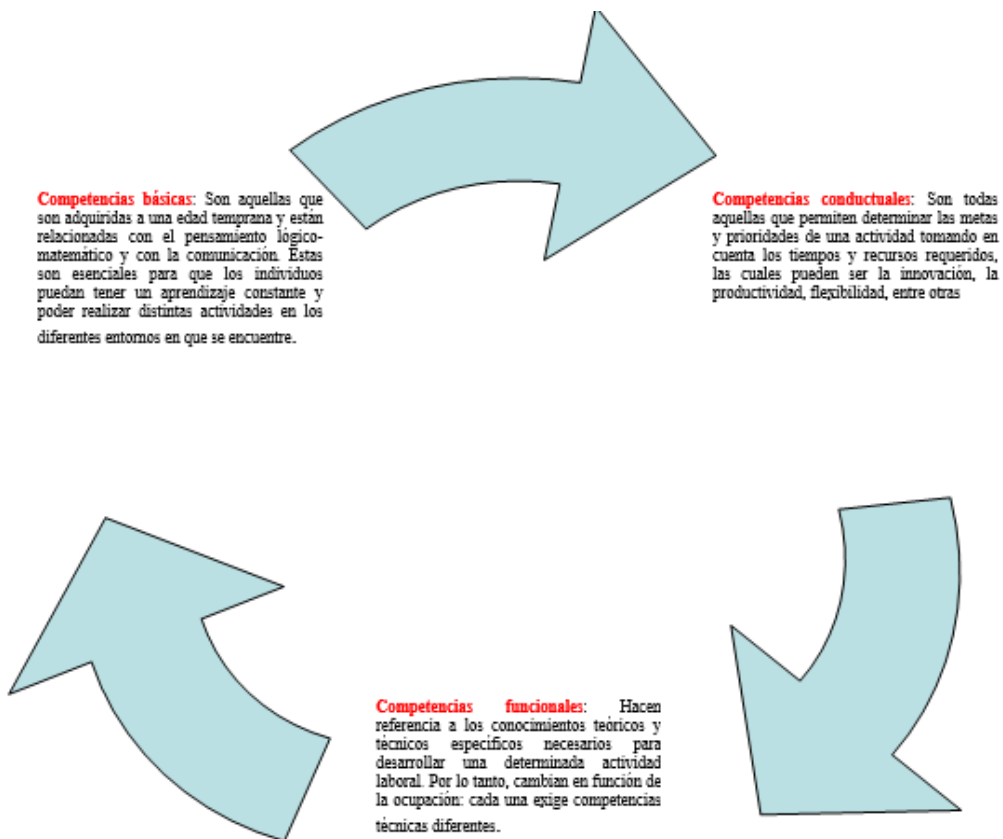 Competencias básicas: Son aquellas que
son adquiridas a una edad temprana y están
relacionadas con el pensamiento lógico-
matemático y con la comunicación. Estas
son esenciales para que los individuos
puedan tener un aprendizaje constante y
poder realizar distintas actividades en los
diferentes entornos en que se encuentre.
Competencias conductuales: Son todas
aquellas que permiten determinar las metas
y prioridades de una actividad tomando en
cuenta los tiempos y recursos requeridos,
las cuales pueden ser la innovación, la
productividad, flexibilidad, entre otras
Competencias funcionales: Hacen
referencia a los conocimientos teóricos y
técnicos específicos necesarios para
desarrollar una determinada actividad
laboral. Por lo tanto, cambian en función de
la ocupación: cada una exige competencias
técnicas diferentes.